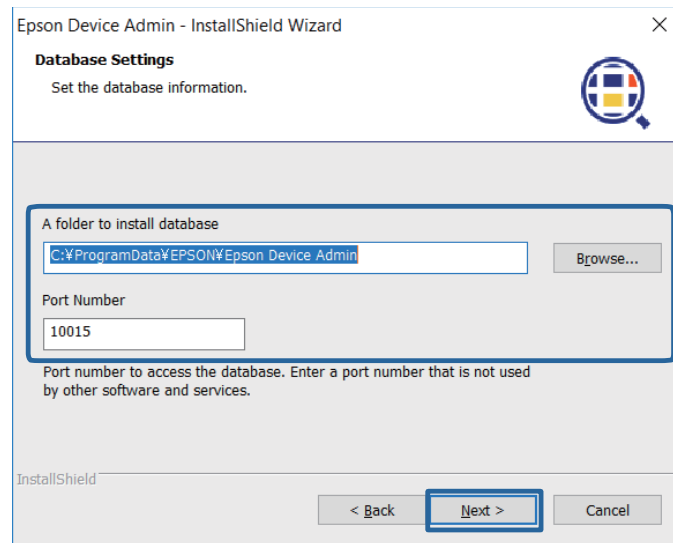 Epson Device Admin - InstallShield Wizard
Database Settings
Set the database information.
A folder to install database
C:¥ProgramData¥EPSON¥Epson Device Admin
Browse...
Port Number
10015
Port number to access the database. Enter a port number that is not used
by other software and services.
InstallShield
< Back Next > Cancel